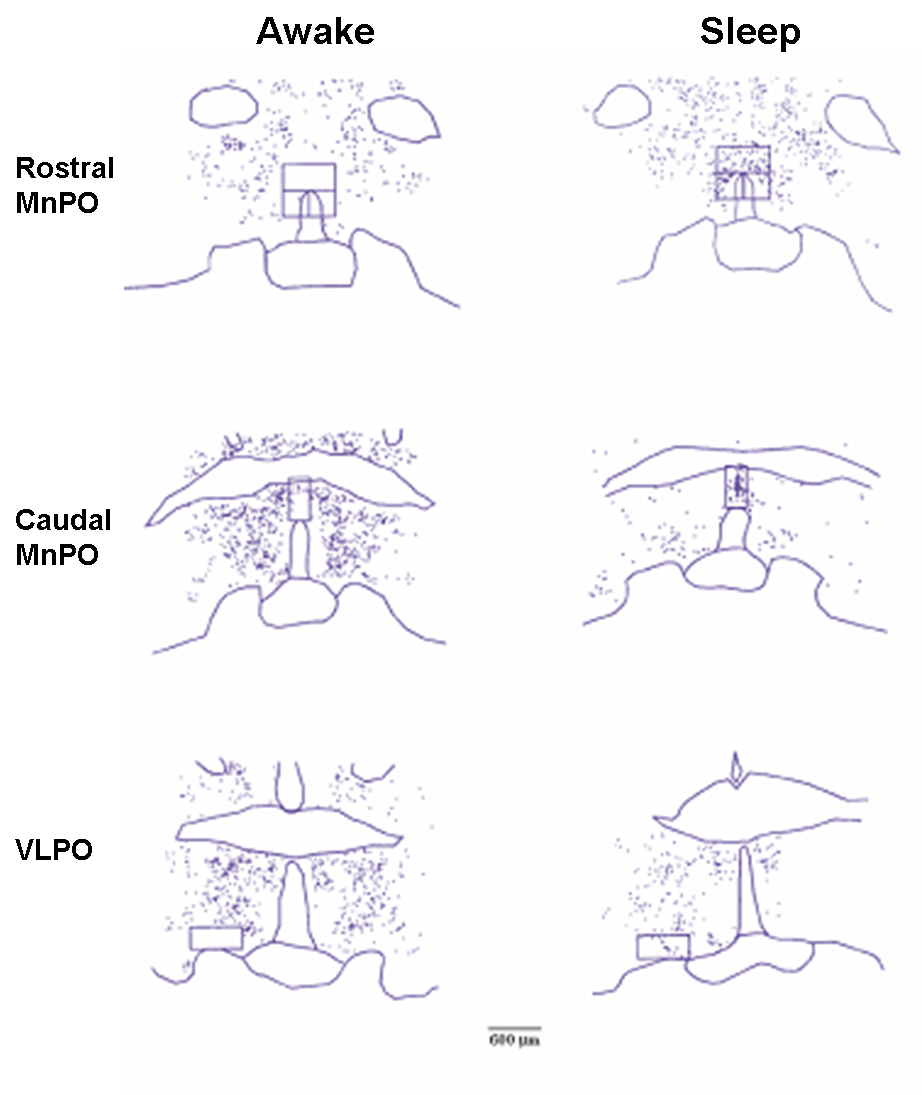 Awake
Sleep
Rostral
MnPO
Caudal
MnPO
VLPO
600 µm